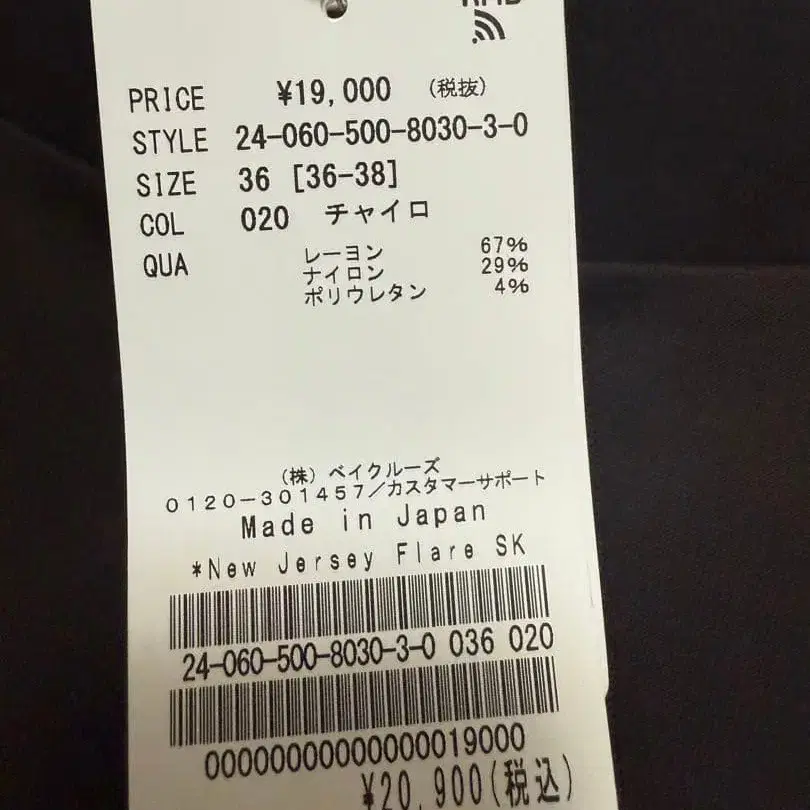 PRICE ¥19,000 (税抜)
STYLE 24-060-500-8030-3-0
SIZE 36 [36-38]
COL 020 チャイロ
QUA レーヨン 67%
ナイロン 29%
ポリウレタン 4%
(株)ベイクルーズ
0120-301457/カスタマーサポート
Made in Japan
*New Jersey Flare SK
24-060-500-8030-3-0 036 020
00000000000000019000
¥20,900(税込)